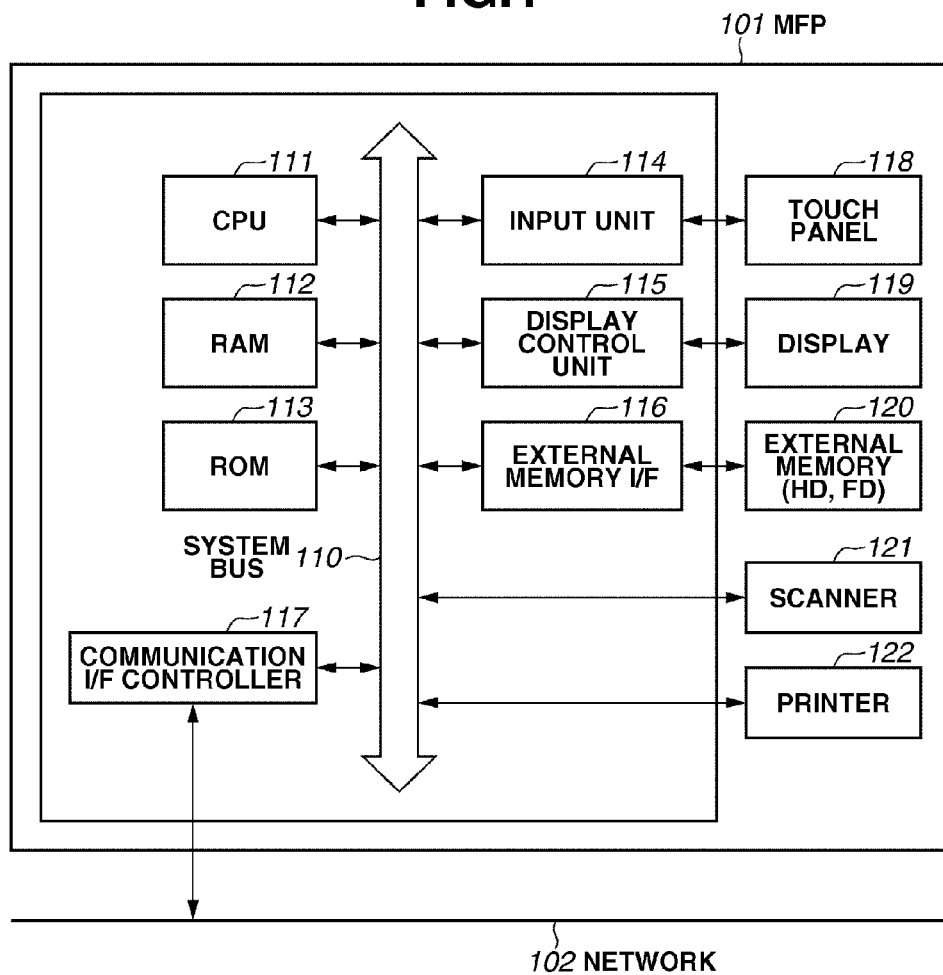 101 MFP
111
CPU
114
INPUT UNIT
118
TOUCH
PANEL
112
RAM
115
DISPLAY
CONTROL
UNIT
119
DISPLAY
113
ROM
116
EXTERNAL
MEMORY I/F
120
EXTERNAL
MEMORY
(HD, FD)
SYSTEM
BUS
110
121
SCANNER
117
COMMUNICATION
I/F CONTROLLER
122
PRINTER
102 NETWORK